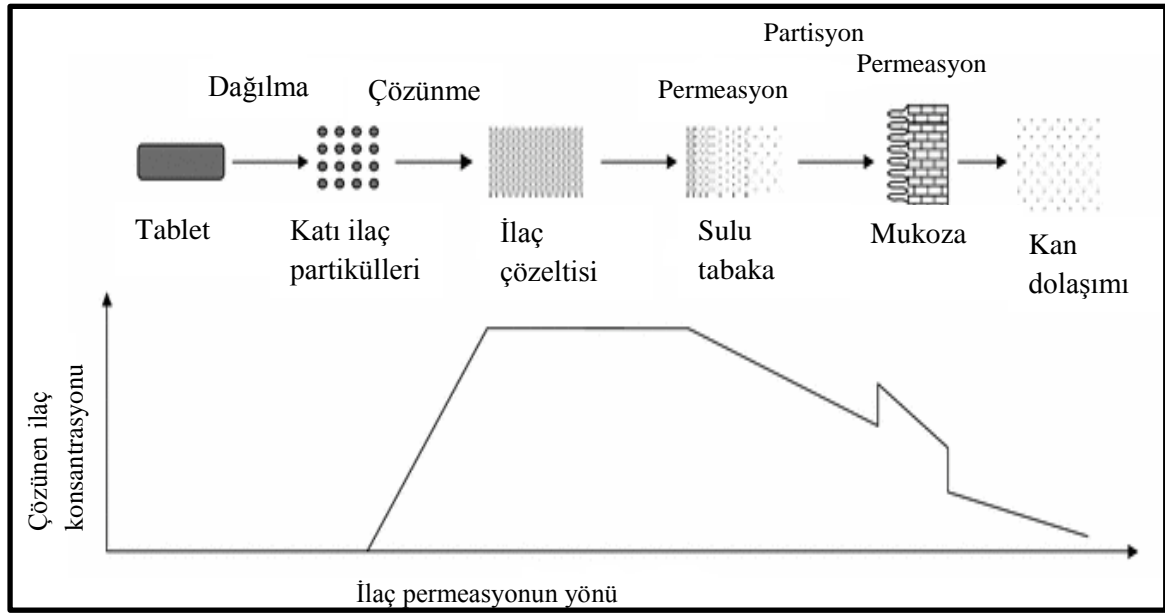 Partisyon
Dağılma
Çözünme
Permeasyon
Permeasyon
Tablet
Katı ilaç
partikülleri
İlaç
çözeltisi
Sulu
tabaka
Mukoza
Kan
dolaşımı
Çözünen ilaç
konsantrasyonu
İlaç permeasyonun yönü